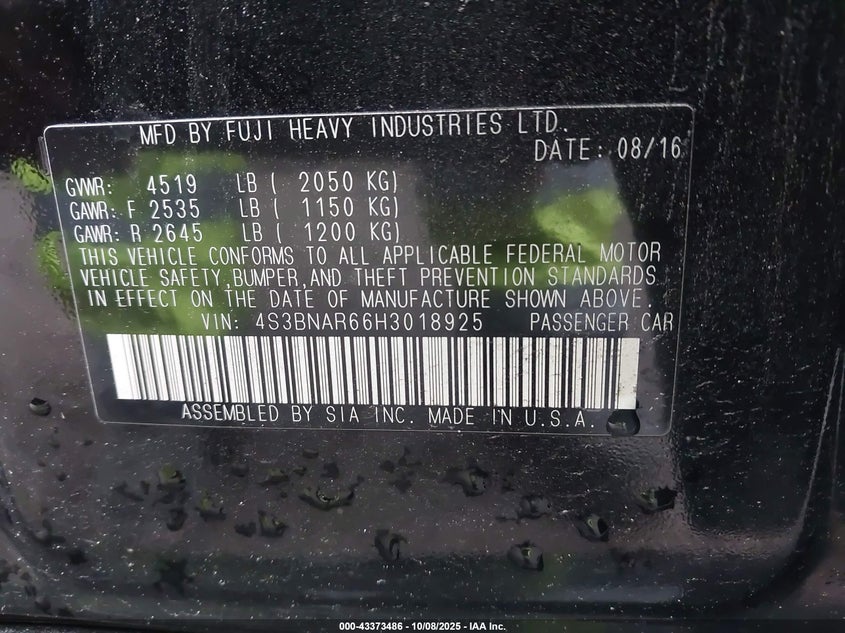 MFD BY FUJI HEAVY INDUSTRIES LTD.
DATE: 08/16
GVWR: 4519 LB ( 2050 KG)
GAWR: F 2535 LB ( 1150 KG)
GAWR: R 2645 LB ( 1200 KG)
THIS VEHICLE CONFORMS TO ALL APPLICABLE FEDERAL MOTOR
VEHICLE SAFETY,BUMPER,AND THEFT PREVENTION STANDARDS
IN EFFECT ON THE DATE OF MANUFACTURE SHOWN ABOVE.
VIN: 4S3BNAR66H3018925 PASSENGER CAR
ASSEMBLED BY SIA INC. MADE IN U.S.A.
000-43373486 - 10/08/2025 - IAA Inc.